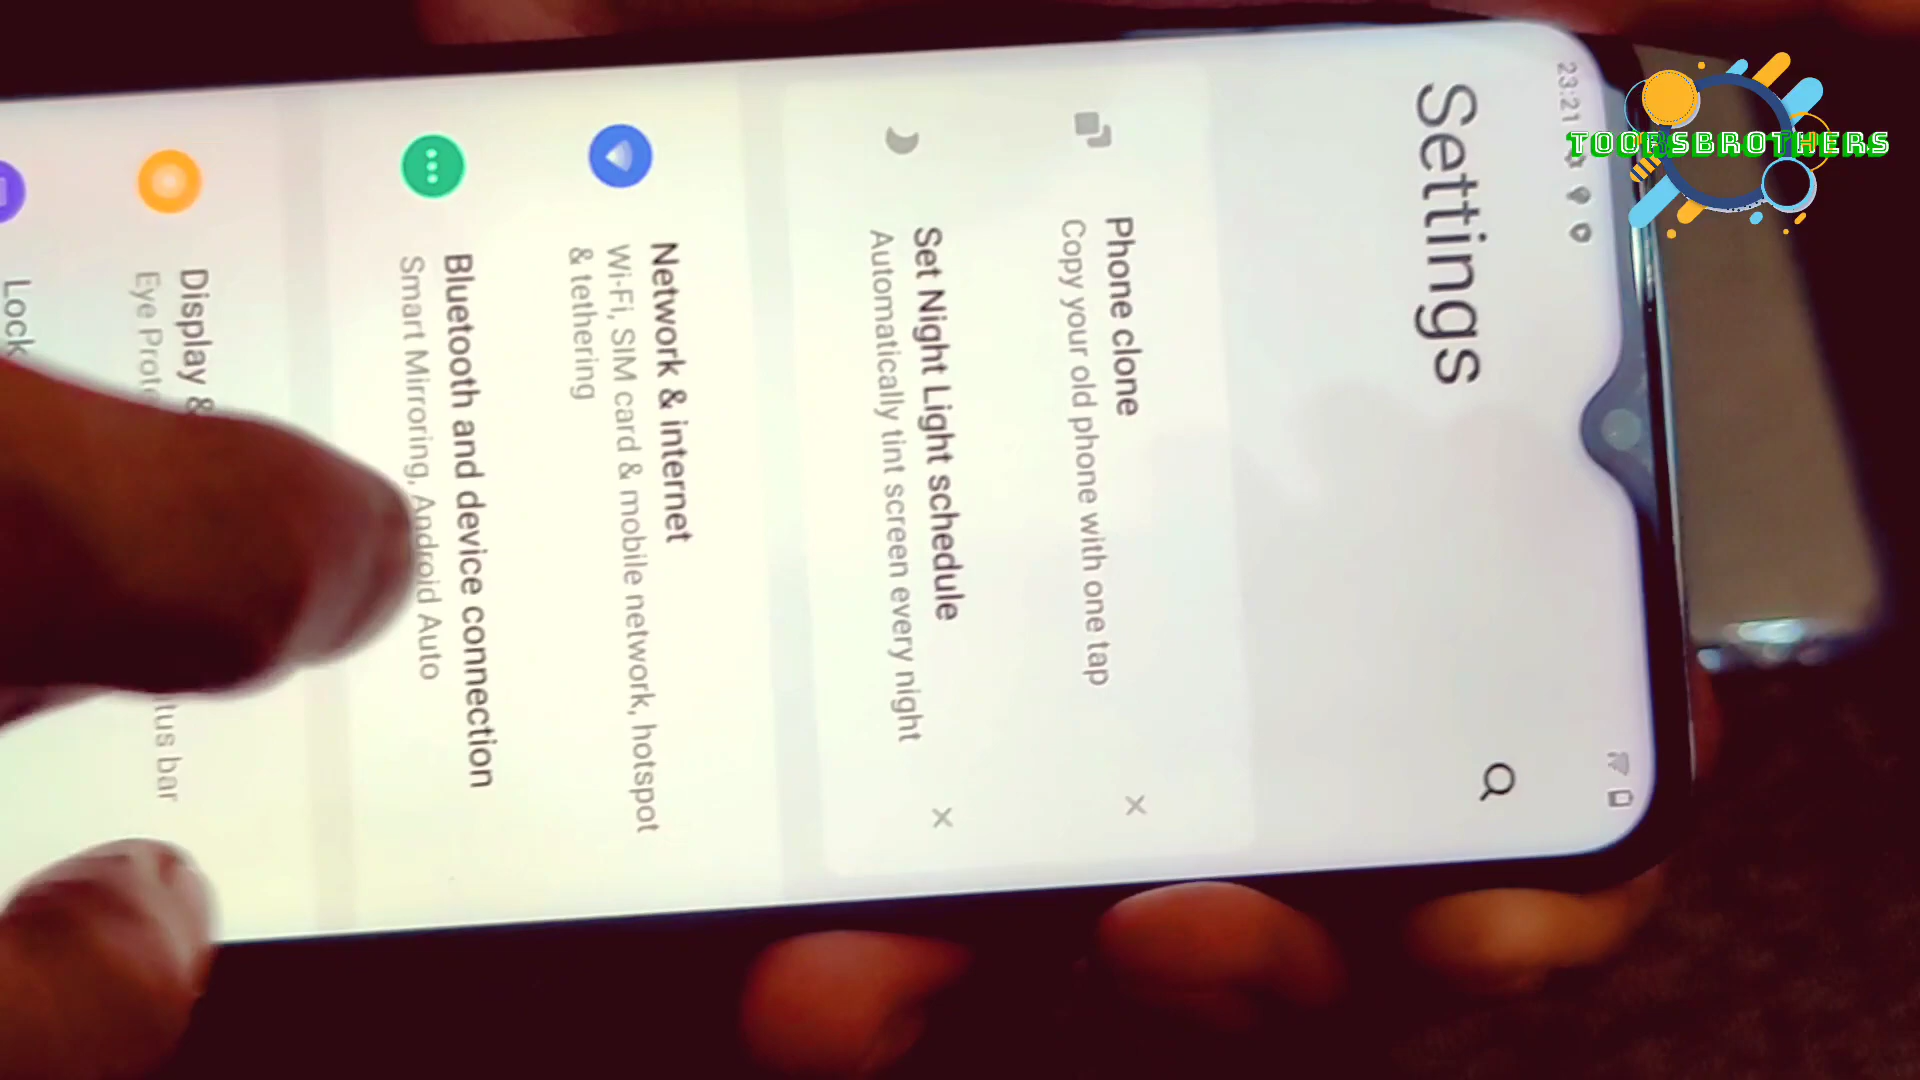 TOORSBROTHERS
23:21
Settings
Phone clone
Copy your old phone with one tap
Set Night Light schedule
Automatically tint screen every night
Network & internet
Wi-Fi, SIM card & mobile network, hotspot
& tethering
Bluetooth and device connection
Smart Mirroring, Android Auto
Display &
Eye
bar
Lock